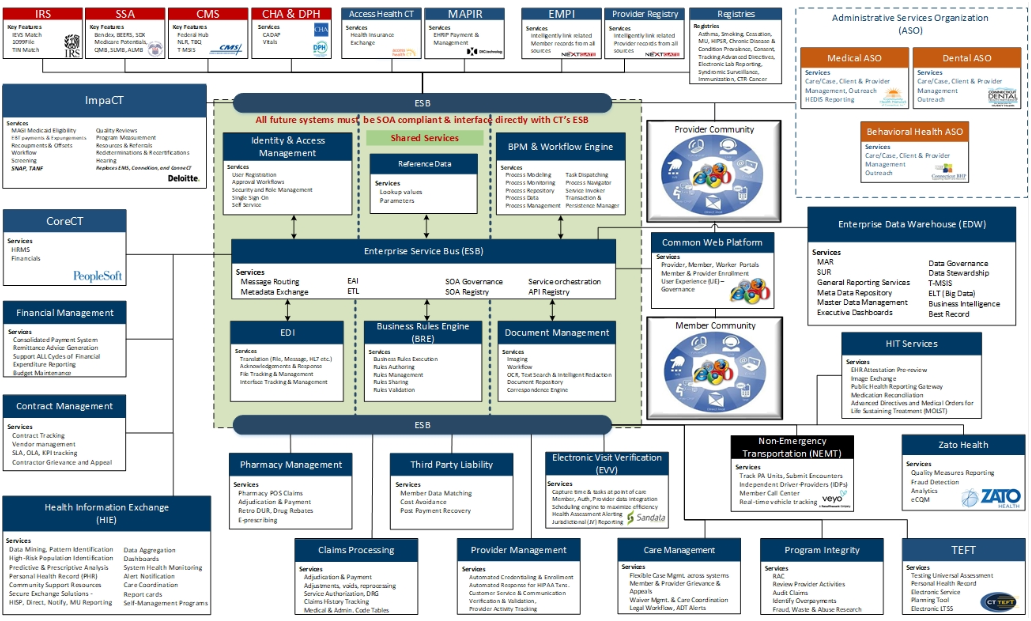 IRS
Key Features
IEVS Match
1099File
TIN Match
IRS
SSA
Key Features
Bendex, BEERS, SDX
Medicare Potentials,
QMB, SLMB, ALMB
CMS
Key Features
Federal Hub
NLR, TBQ
T-MSIS
CMS
CHA & DPH
Services
CADAP
Vitals
CHA
DPH
Access Health CT
Services
Health Insurance
Exchange
MAPIR
Services
EHRIP Payment &
Management
EMPI
Services
Intelligently link related
Member records from all
sources
NEXTGATE
Provider Registry
Services
Intelligently link related
Provider records from all
sources
NEXTGATE
Registries
Registries
Asthma, Smoking, Cessation,
MU, HIPSR, Chronic Disease &
Condition Prevalence, Consent,
Tracking Advanced Directives,
Electronic Lab Reporting,
Syndromic Surveillance,
Immunization, CTR Cancer
Administrative Services Organization
(ASO)
Medical ASO
Services
Care/Case, Client & Provider
Management, Outreach
HEDIS Reporting
Dental ASO
Services
Care/Case, Client & Provider
Management
Outreach
DENTAL
Behavioral Health ASO
Services
Care/Case, Client & Provider
Management
Outreach
Connecticut BHP
ImpaCT
Services
MAGI Medicaid Eligibility
EBT payments & Expungements
Recoupments & Offsets
Workflow
Screening
SNAP, TANF
Quality Reviews
Program Measurement
Resources & Referrals
Redeterminations & Recertifications
Hearing
Replaces EMS, Connexion, and ConneCT
Deloitte.
ESB
All future systems must be SOA compliant & interface directly with CT's ESB
Identity & Access
Management
Services
User Registration
Approval Workflows
Security and Role Management
Single Sign On
Self Service
Shared Services
Reference Data
Services
Lookup values
Parameters
BPM & Workflow Engine
Services
Process Modeling
Process Monitoring
Process Repository
Process Data
Process Management
Task Dispatching
Process Navigator
Service Invoker
Transaction &
Persistence Manager
Provider Community
CoreCT
Services
HRMS
Financials
PeopleSoft
Enterprise Service Bus (ESB)
Services
Message Routing
Metadata Exchange
EAI
ETL
SOA Governance
SOA Registry
Service orchestration
API Registry
Common Web Platform
Services
Provider, Member, Worker Portals
Member & Provider Enrollment
User Experience (UE) –
Governance
Enterprise Data Warehouse (EDW)
Services
MAR
SUR
General Reporting Services
Meta Data Repository
Master Data Management
Executive Dashboards
Data Governance
Data Stewardship
T-MSIS
ELT (Big Data)
Business Intelligence
Best Record
Financial Management
Services
Consolidated Payment System
Remittance Advice Generation
Support ALL Cycles of Financial
Expenditure Reporting
Budget Maintenance
EDI
Services
Translation (File, Message, HL7 etc.)
Acknowledgements & Response
File Tracking & Management
Interface Tracking & Management
Business Rules Engine
(BRE)
Services
Business Rules Execution
Rules Authoring
Rules Management
Rules Sharing
Rules Validation
Document Management
Services
Imaging
Workflow
OCR, Text Search & Intelligent Reduction
Document Repository
Correspondence Engine
Member Community
HIT Services
Services
EHR Attestation Pre-review
Image Exchange
Public Health Reporting Gateway
Medication Reconciliation
Advanced Directives and Medical Orders for
Life Sustaining Treatment (MOLST)
Contract Management
Services
Contract Tracking
Vendor management
SLA, OLA, KPI tracking
Contractor Grievance and Appeal
ESB
Pharmacy Management
Services
Pharmacy POS Claims
Adjudication & Payment
Retro DUR, Drug Rebates
E-prescribing
Third Party Liability
Services
Member Data Matching
Cost Avoidance
Post Payment Recovery
Electronic Visit Verification
(EVV)
Services
Capture time & tasks at point of care
Member, Auth, Provider data Integration
Scheduling engine to maximize efficiency
Health Assessment Alerting
Jurisdictional (JV) Reporting
Sandata
Non-Emergency
Transportation (NEMT)
Services
Track PA Units, Submit Encounters
Independent Driver-Providers (IDPs)
Member Call Center
Real-time vehicle tracking
veyo
Zato Health
Services
Quality Measures Reporting
Fraud Detection
Analytics
eCQM
ZATO
HEALTH
Health Information Exchange
(HIE)
Services
Data Mining, Pattern Identification
High-Risk Population Identification
Predictive & Prescriptive Analysis
Personal Health Record (PHR)
Community Support Resources
Secure Exchange Solutions -
HISP, Direct, Notify, MU Reporting
Data Aggregation
Dashboards
System Health Monitoring
Alert Notification
Care Coordination
Report cards
Self-Management Programs
Claims Processing
Services
Adjudication & Payment
Adjustments, voids, reprocessing
Service Authorization, DRG
Claims History Tracking
Medical & Admin. Code Tables
Provider Management
Services
Automated Credentialing & Enrollment
Automated Response for HIPAA Txns.
Customer Service & Communication
Verification & Validation,
Provider Activity Tracking
Care Management
Services
Flexible Case Mgmt. across systems
Member & Provider Grievance &
Appeals
Waiver Mgmt. & Care Coordination
Legal Workflow, ADT Alerts
Program Integrity
Services
RAC
Review Provider Activities
Audit Claims
Identify Overpayments
Fraud, Waste & Abuse Research
TEFT
Services
Testing Universal Assessment
Personal Health Record
Electronic Service
Planning Tool
Electronic LTSS
CT TEFT